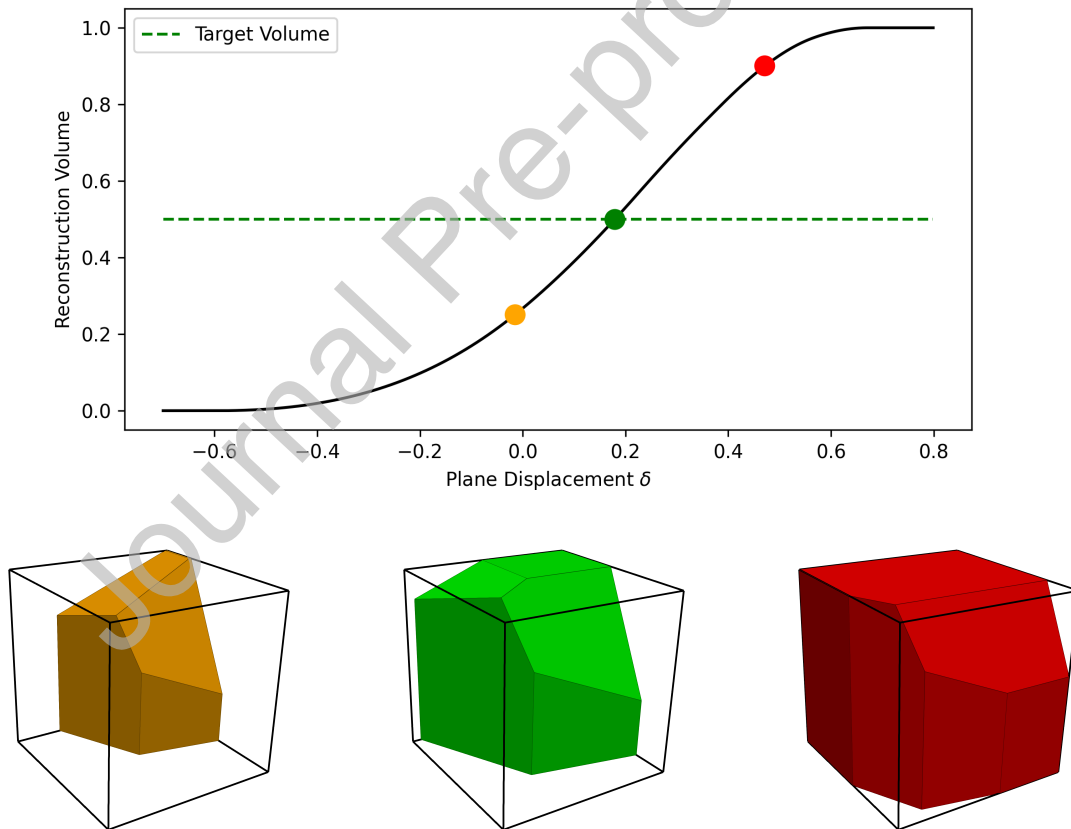 Target Volume
1.0
0.8
0.6
0.4
0.2
0.0
Reconstruction Volume
−0.6 −0.4 −0.2 0.0 0.2 0.4 0.6 0.8
Plane Displacement δ
Journal Pre-pro